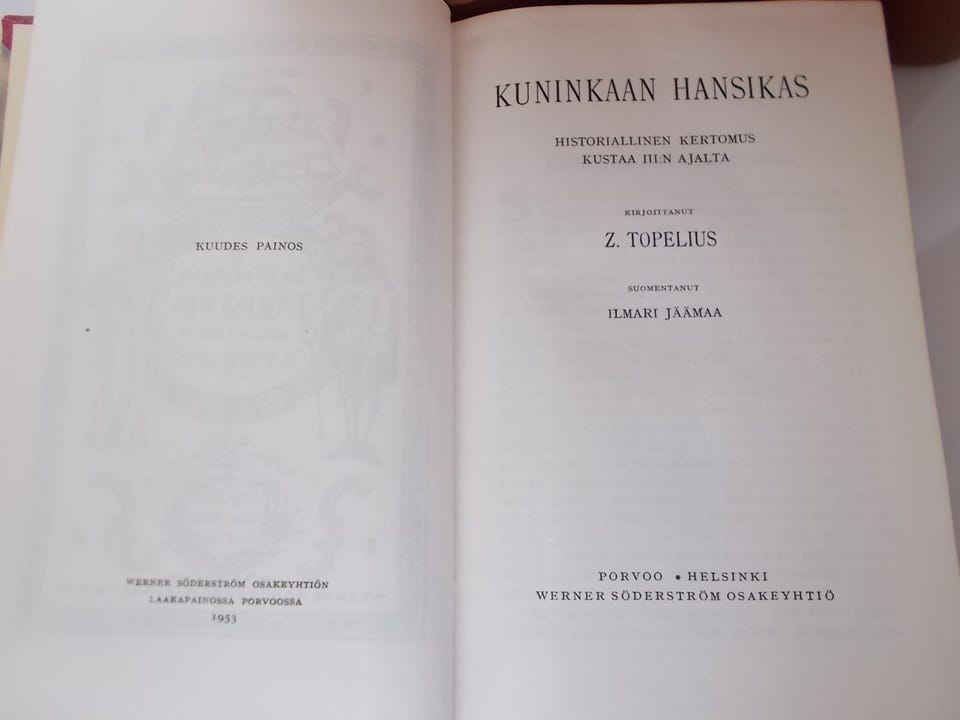 KUUDES PAINOS
WERNER SÖDERSTRÖM OSAKEYHTIÖN
LAAKAPAINOSSA PORVOOSSA
1953
KUNINKAAN HANSIKAS
HISTORIALLINEN KERTOMUS
KUSTAA III:N AJALTA
KIRJOITTANUT
Z. TOPELIUS
SUOMENTANUT
ILMARI JÄÄMAA
PORVOO • HELSINKI
WERNER SÖDERSTRÖM OSAKEYHTIÖ